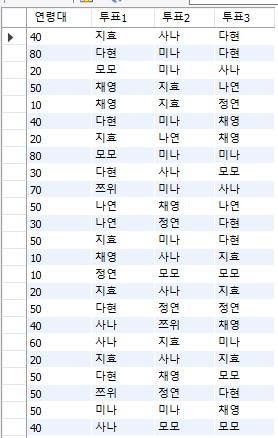 연령대 투표1 투표2 투표3
40 지효 사나 다현
80 다현 미나 다현
20 모모 미나 사나
50 채영 지효 나연
10 채영 지효 정연
40 다현 미나 채영
20 지효 나연 채영
80 모모 미나 미나
30 다현 사나 모모
70 쯔위 미나 사나
50 나연 채영 나연
30 나연 정연 다현
50 지효 미나 다현
10 채영 사나 지효
10 정연 모모 모모
20 지효 사나 지효
50 다현 정연 정연
40 사나 쯔위 채영
60 사나 지효 미나
20 지효 사나 지효
50 다현 채영 모모
50 쯔위 정연 다현
50 미나 미나 채영
40 사나 모모 모모